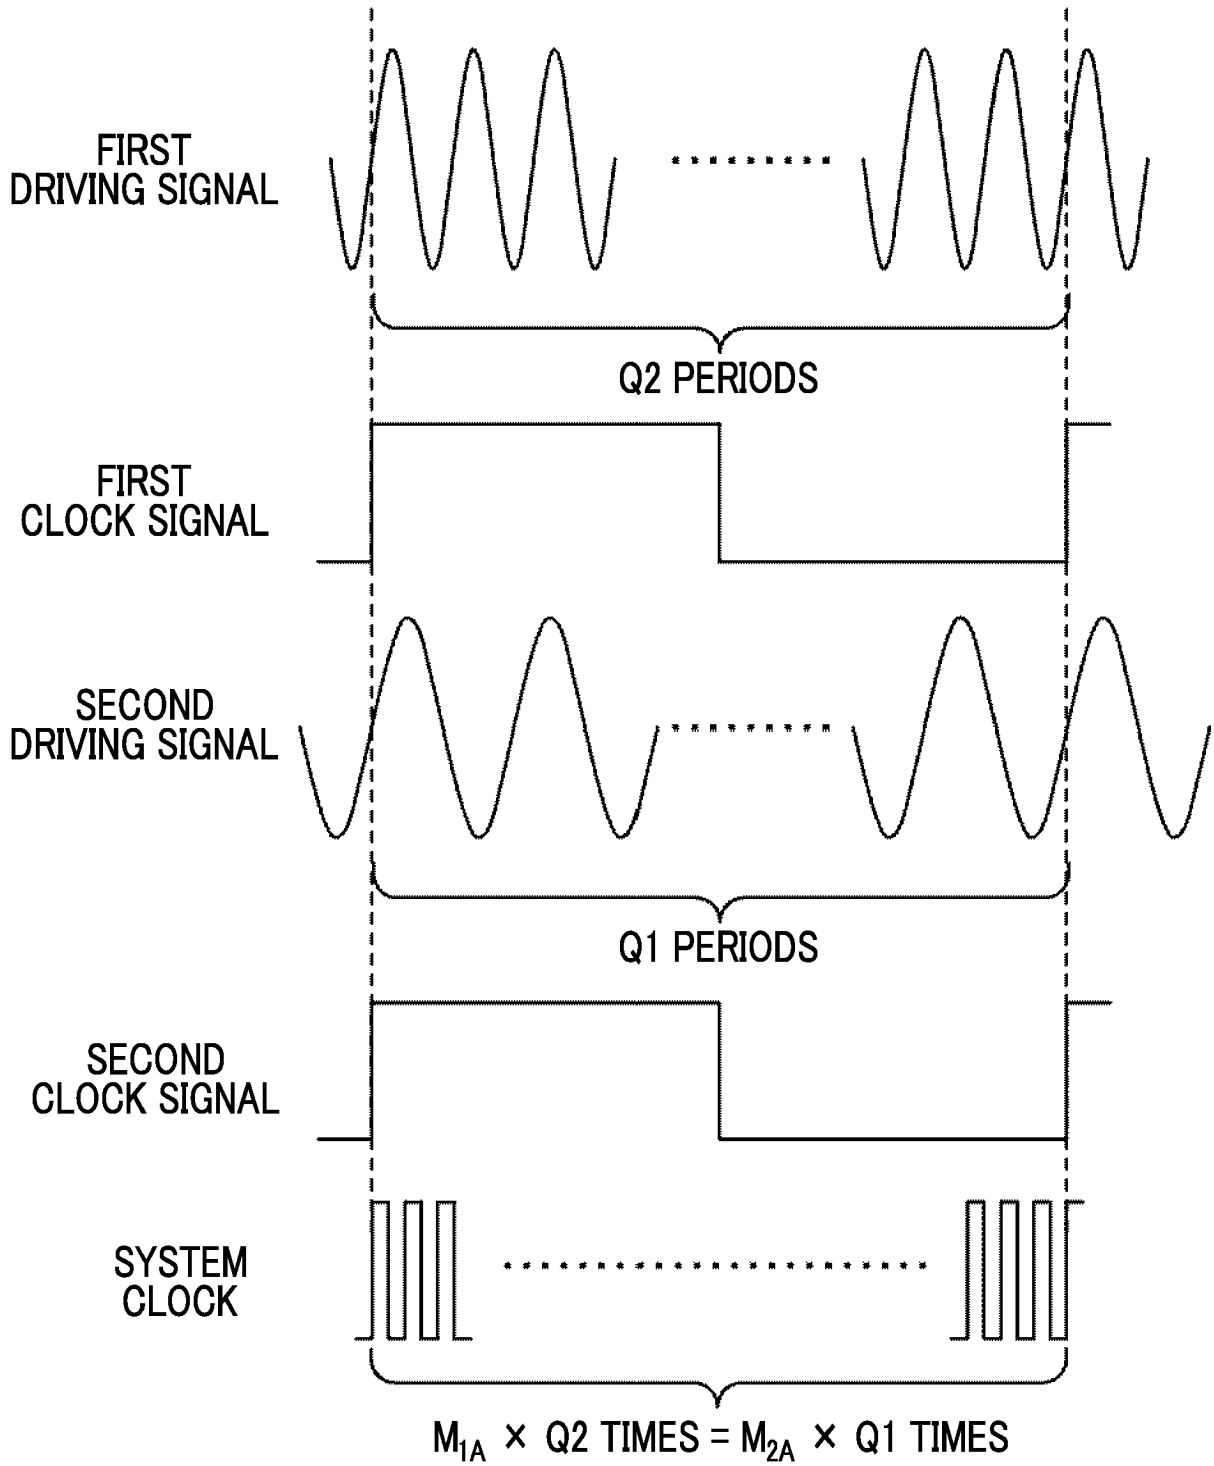 FIRST
DRIVING SIGNAL
Q2 PERIODS
FIRST
CLOCK SIGNAL
SECOND
DRIVING SIGNAL
Q1 PERIODS
SECOND
CLOCK SIGNAL
SYSTEM
CLOCK
M1A × Q2 TIMES = M2A × Q1 TIMES